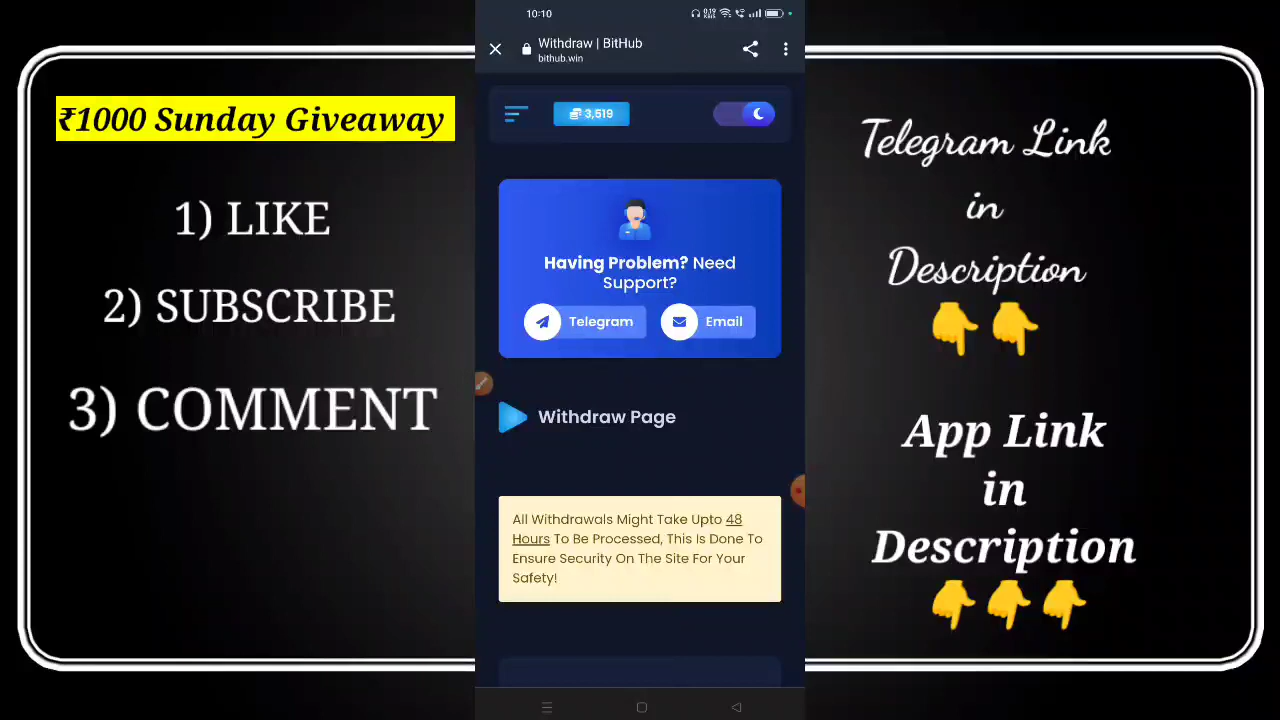 ₹1000 Sunday Giveaway
1) LIKE
2) SUBSCRIBE
3) COMMENT
10:10
Withdraw | BitHub
bithub.win
3,519
Having Problem? Need
Support?
Telegram
Email
Withdraw Page
All Withdrawals Might Take Upto 48
Hours To Be Processed, This Is Done To
Ensure Security On The Site For Your
Safety!
Telegram Link
in
Description
App Link
in
Description